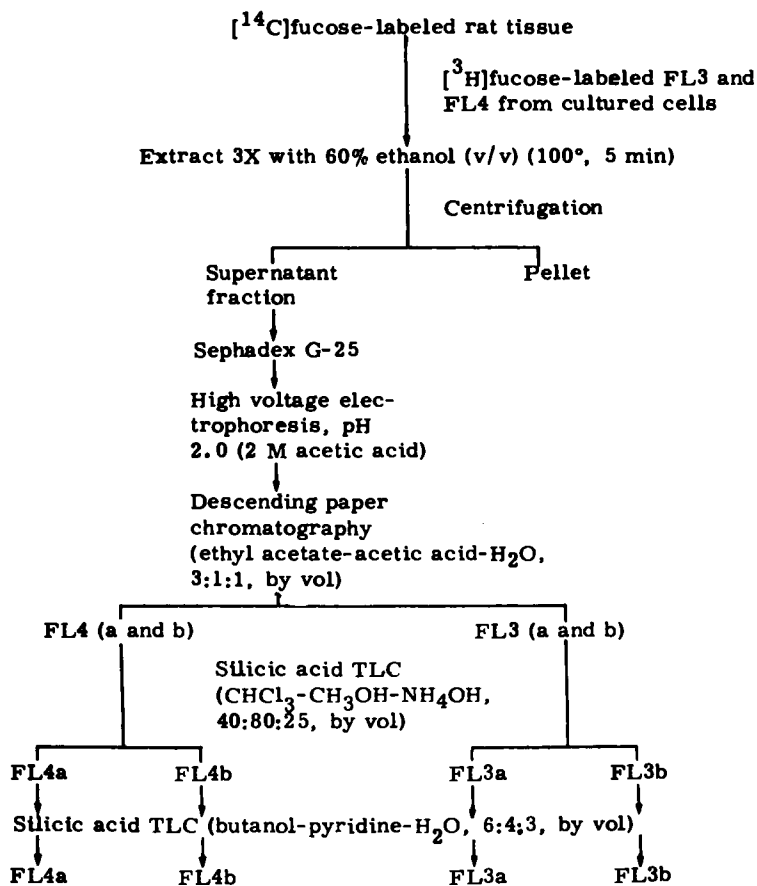 [14C]fucose-labeled rat tissue
[3H]fucose-labeled FL3 and
FL4 from cultured cells
Extract 3X with 60% ethanol (v/v) (100°, 5 min)
Centrifugation
Supernatant
fraction
Pellet
Sephadex G-25
High voltage elec-
trophoresis, pH
2.0 (2 M acetic acid)
Descending paper
chromatography
(ethyl acetate-acetic acid-H2O,
3:1:1, by vol)
FL4 (a and b) FL3 (a and b)
Silicic acid TLC
(CHCl3-CH3OH-NH4OH,
40:80:25, by vol)
FL4a FL4b FL3a FL3b
Silicic acid TLC (butanol-pyridine-H2O, 6:4:3, by vol)
FL4a FL4b FL3a FL3b